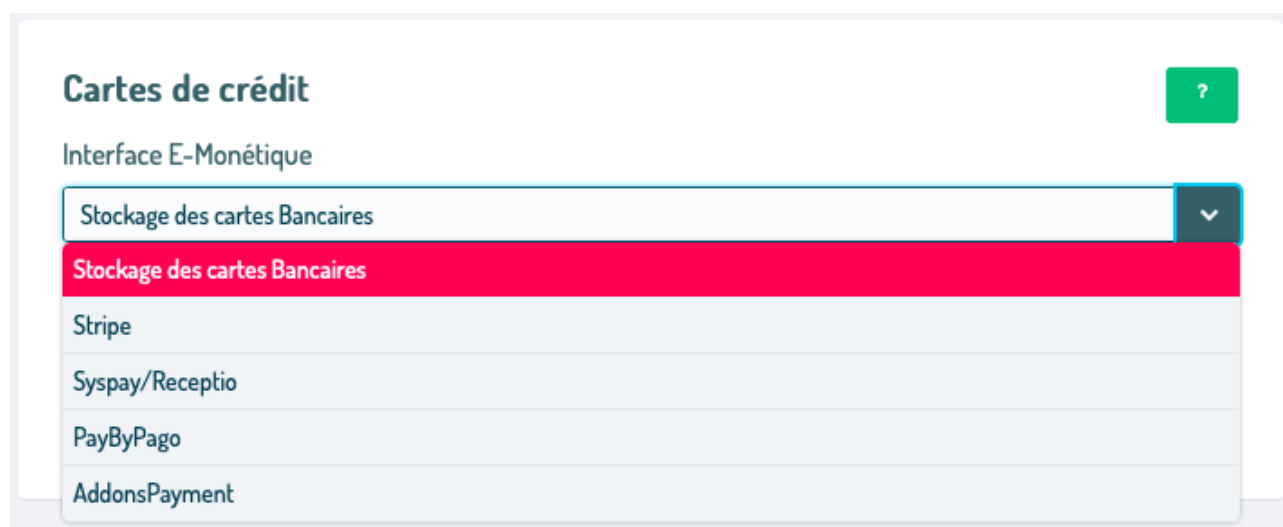 Cartes de crédit
?
Interface E-Monétique
Stockage des cartes Bancaires
Stockage des cartes Bancaires
Stripe
Syspay/Receptio
PayByPago
AddonsPayment